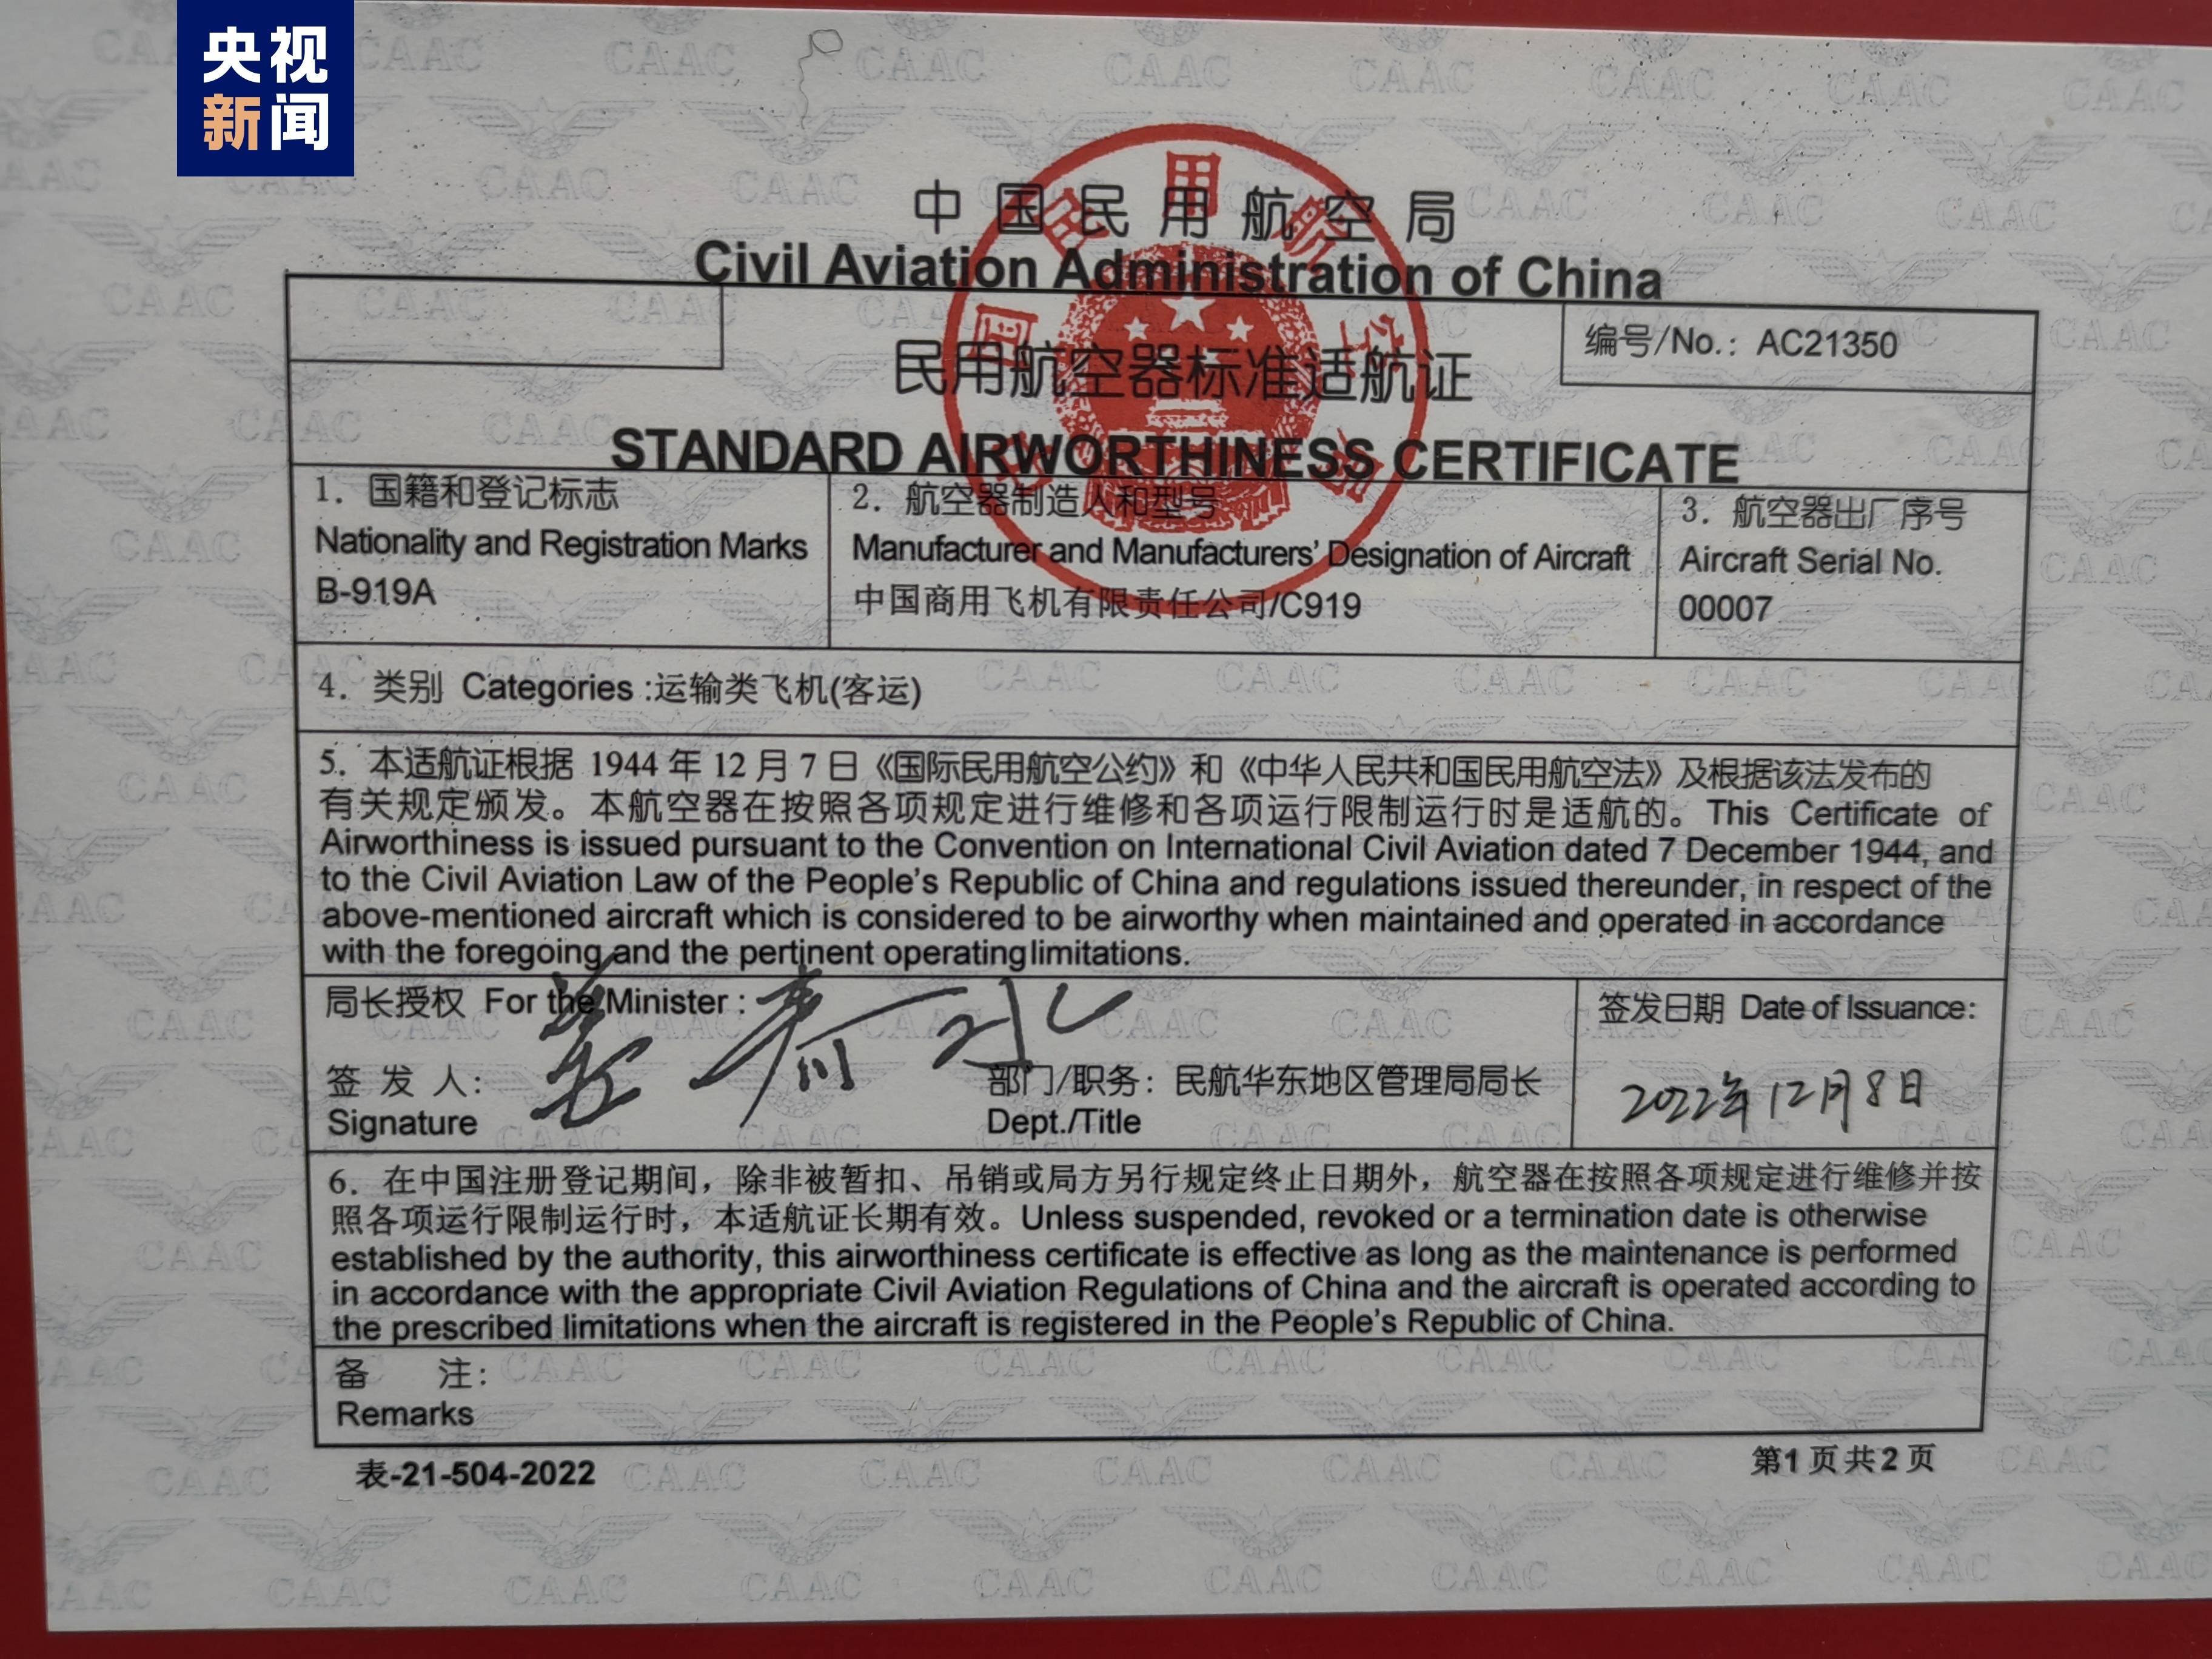 央视
新闻
中国民用航空局
Civil Aviation Administration of China
编号/No.: AC21350
民用航空器标准适航证
STANDARD AIRWORTHINESS CERTIFICATE
1. 国籍和登记标志
Nationality and Registration Marks
B-919A
2. 航空器制造人和型号
Manufacturer and Manufacturers' Designation of Aircraft
中国商用飞机有限责任公司/C919
3. 航空器出厂序号
Aircraft Serial No.
00007
4. 类别 Categories :运输类飞机(客运)
5. 本适航证根据 1944 年 12 月 7 日《国际民用航空公约》和《中华人民共和国民用航空法》及根据该法发布的
有关规定颁发。本航空器在按照各项规定进行维修和各项运行限制运行时是适航的。This Certificate of
Airworthiness is issued pursuant to the Convention on International Civil Aviation dated 7 December 1944, and
to the Civil Aviation Law of the People's Republic of China and regulations issued thereunder, in respect of the
above-mentioned aircraft which is considered to be airworthy when maintained and operated in accordance
with the foregoing and the pertinent operating limitations.
局长授权 For the Minister :
签 发 人:
Signature
部门/职务: 民航华东地区管理局局长
Dept./Title
签发日期 Date of Issuance:
2022年12月8日
6. 在中国注册登记期间，除非被暂扣、吊销或局方另行规定终止日期外，航空器在按照各项规定进行维修并按
照各项运行限制运行时，本适航证长期有效。Unless suspended, revoked or a termination date is otherwise
established by the authority, this airworthiness certificate is effective as long as the maintenance is performed
in accordance with the appropriate Civil Aviation Regulations of China and the aircraft is operated according to
the prescribed limitations when the aircraft is registered in the People's Republic of China.
备 注:
Remarks
表-21-504-2022
第1页共2页